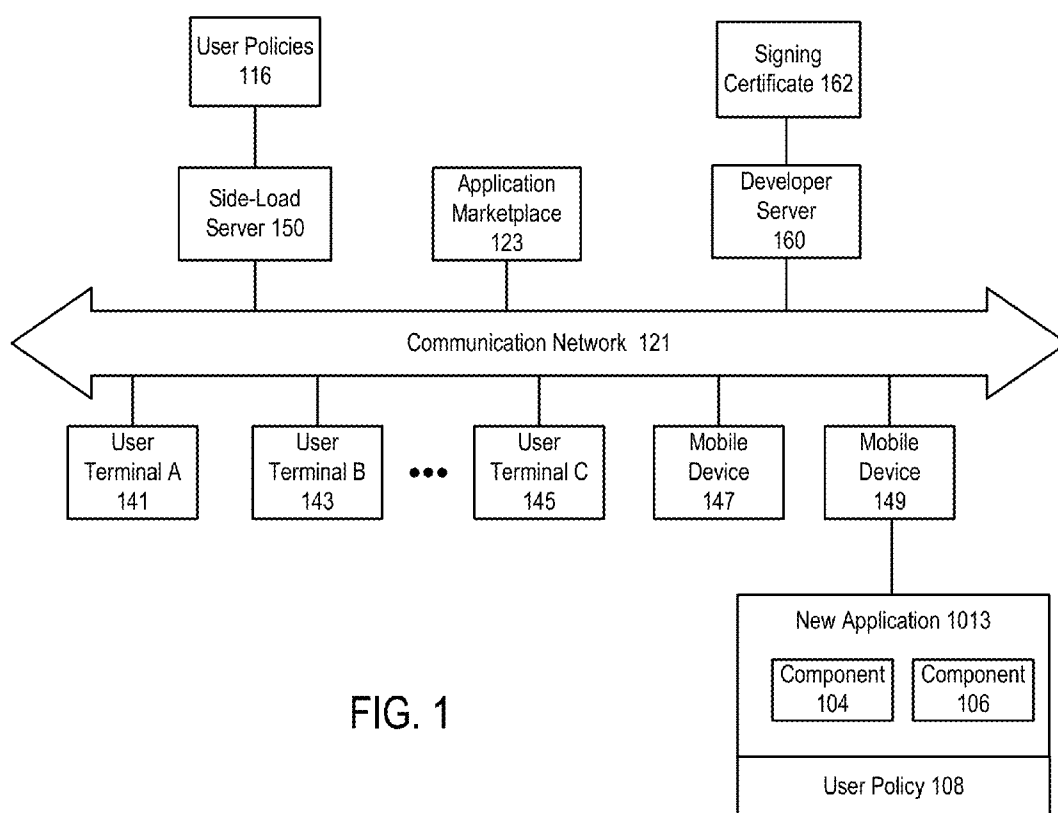 User Policies
116
Signing
Certificate 162
Side-Load
Server 150
Application
Marketplace
123
Developer
Server
160
Communication Network 121
User
Terminal A
141
User
Terminal B
143
User
Terminal C
145
Mobile
Device
147
Mobile
Device
149
New Application 1013
Component
104
Component
106
User Policy 108
FIG. 1